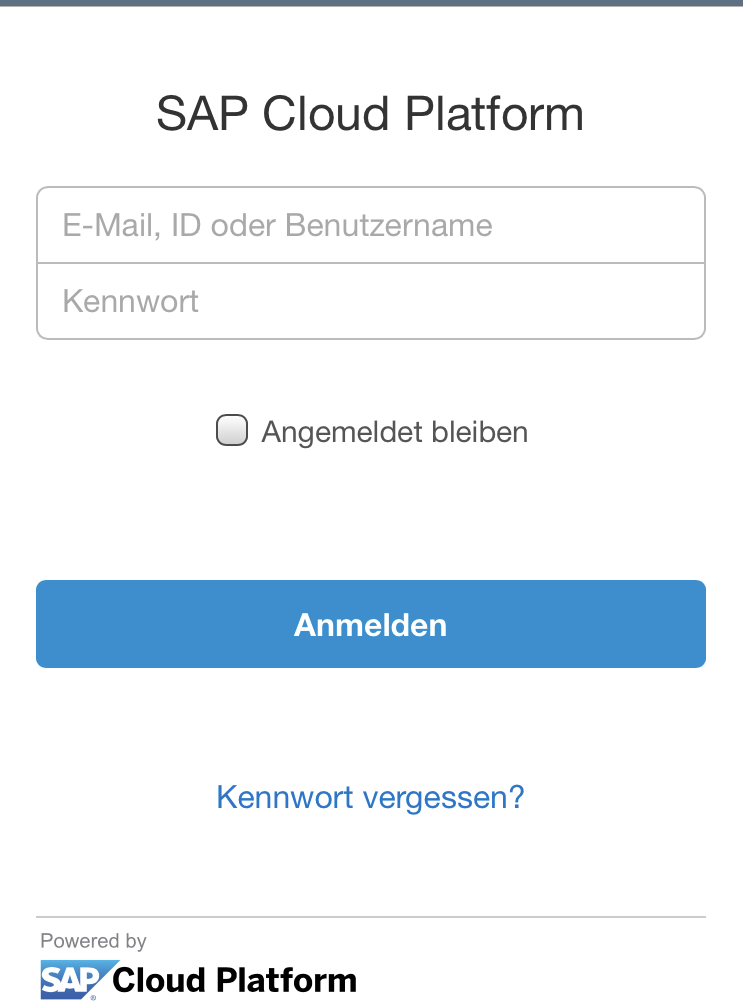 SAP Cloud Platform
E-Mail, ID oder Benutzername
Kennwort
Angemeldet bleiben
Anmelden
Kennwort vergessen?
Powered by
SAP® Cloud Platform